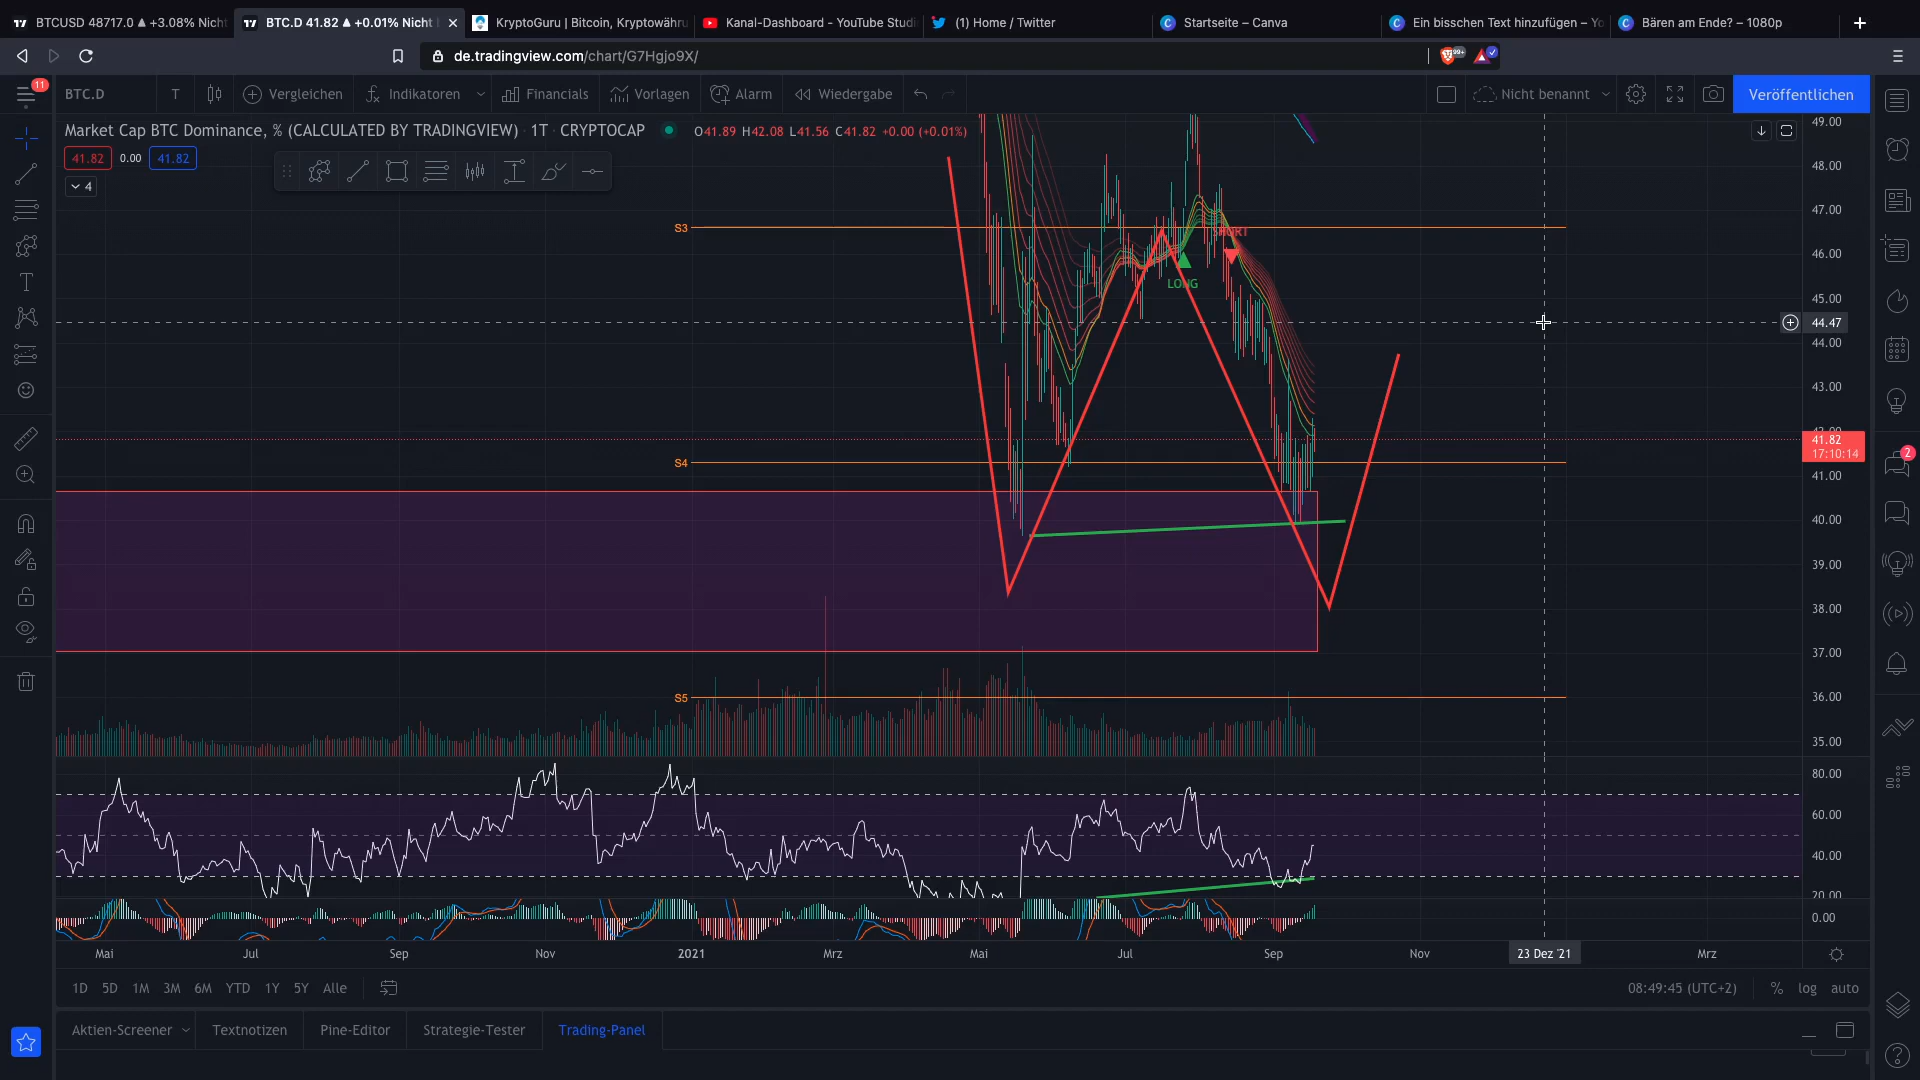 BTCUSD 48717.0 ▲ +3.08% Nicht
BTC.D 41.82 ▲ +0.01% Nicht
KryptoGuru | Bitcoin, Kryptowähru
Kanal-Dashboard - YouTube Studi
(1) Home / Twitter
Startseite – Canva
Ein bisschen Text hinzufügen – Yo
Bären am Ende? – 1080p
de.tradingview.com/chart/G7Hgjo9X/
99+
11
BTC.D
T
Vergleichen
Indikatoren
Financials
Vorlagen
Alarm
Wiedergabe
Nicht benannt
Veröffentlichen
Market Cap BTC Dominance, % (CALCULATED BY TRADINGVIEW) 1T CRYPTOCAP
O41.89 H42.08 L41.56 C41.82 +0.00 (+0.01%)
41.82 0.00 41.82
4
49.00
48.00
47.00
S3
SHORT
46.00
LONG
45.00
44.47
44.00
43.00
42.00
41.82
17:10:14
2
S4
41.00
40.00
39.00
38.00
37.00
S5
36.00
35.00
80.00
60.00
40.00
20.00
0.00
Mai Jul Sep Nov 2021 Mrz Mai Jul Sep Nov 23 Dez '21 Mrz
1D 5D 1M 3M 6M YTD 1Y 5Y Alle
08:49:45 (UTC+2) % log auto
Aktien-Screener Textnotizen Pine-Editor Strategie-Tester Trading-Panel